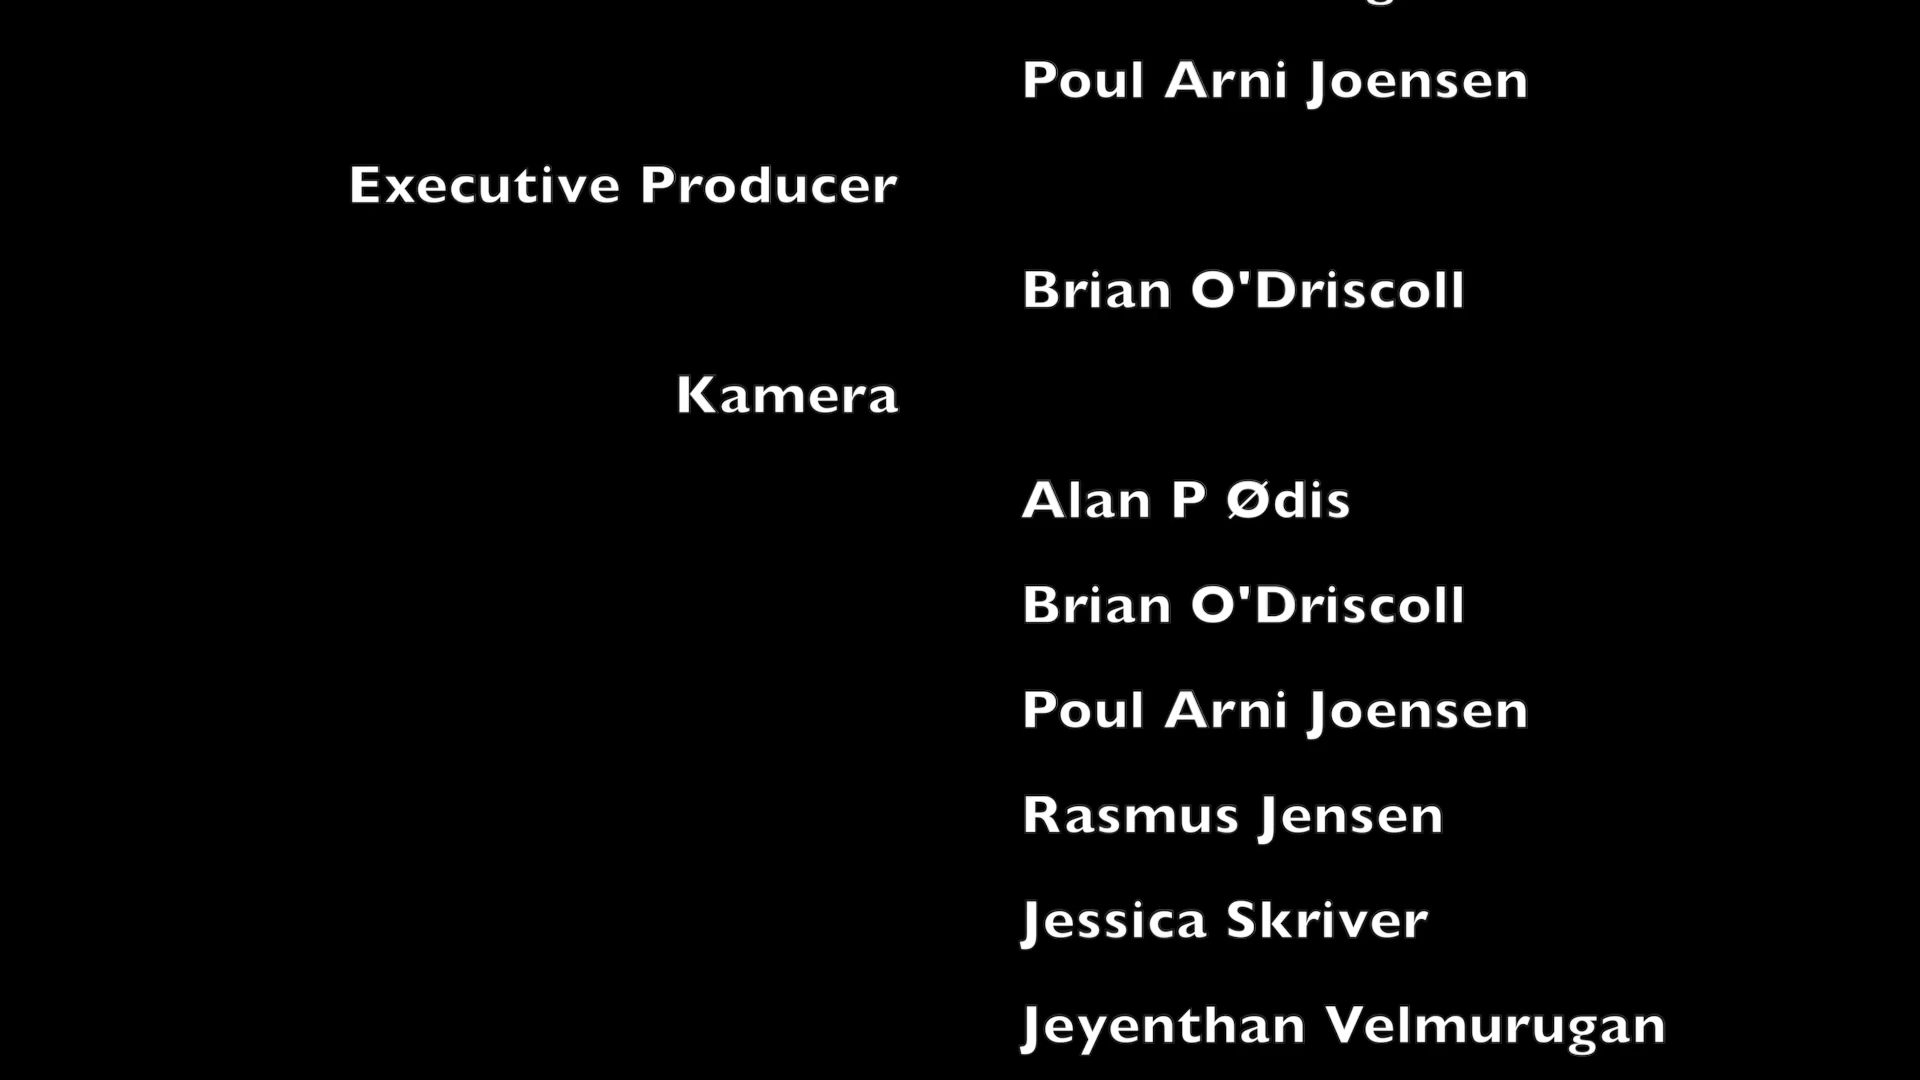 Poul Arni Joensen
Executive Producer
Brian O'Driscoll
Kamera
Alan P Ødis
Brian O'Driscoll
Poul Arni Joensen
Rasmus Jensen
Jessica Skriver
Jeyenthan Velmurugan